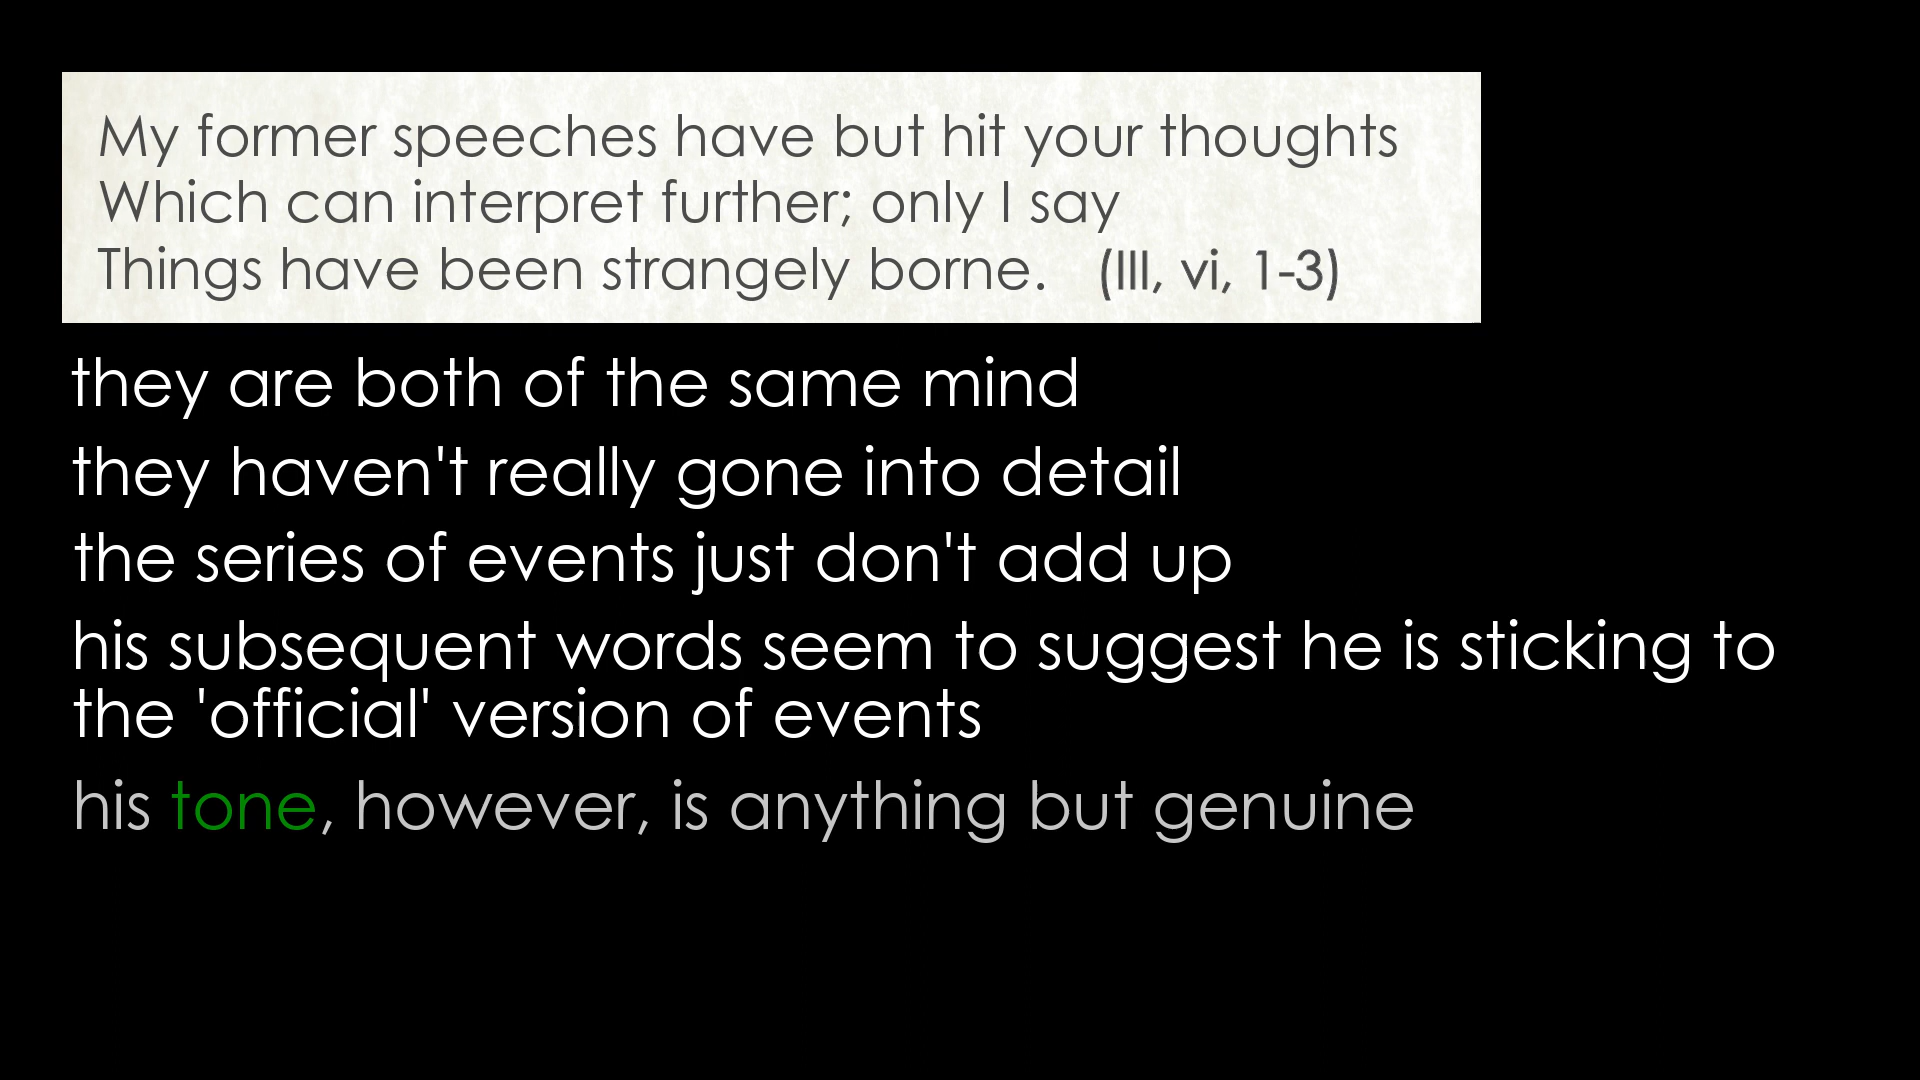 My former speeches have but hit your thoughts
Which can interpret further; only I say
Things have been strangely borne. (III, vi, 1-3)
they are both of the same mind
they haven't really gone into detail
the series of events just don't add up
his subsequent words seem to suggest he is sticking to
the 'official' version of events
his tone, however, is anything but genuine